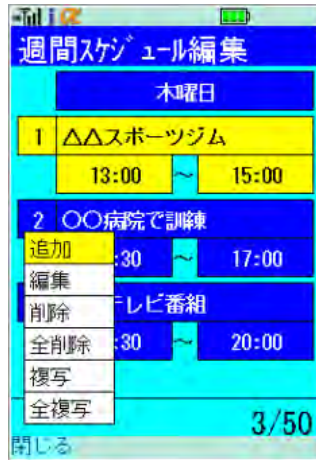 週間スケジュール編集
木曜日
1 △△スポーツジム
13:00 ～ 15:00
2 〇〇病院で訓練
:30 ～ 17:00
テレビ番組
:30 ～ 20:00
追加
編集
削除
全削除
複写
全複写
3/50
閉じる